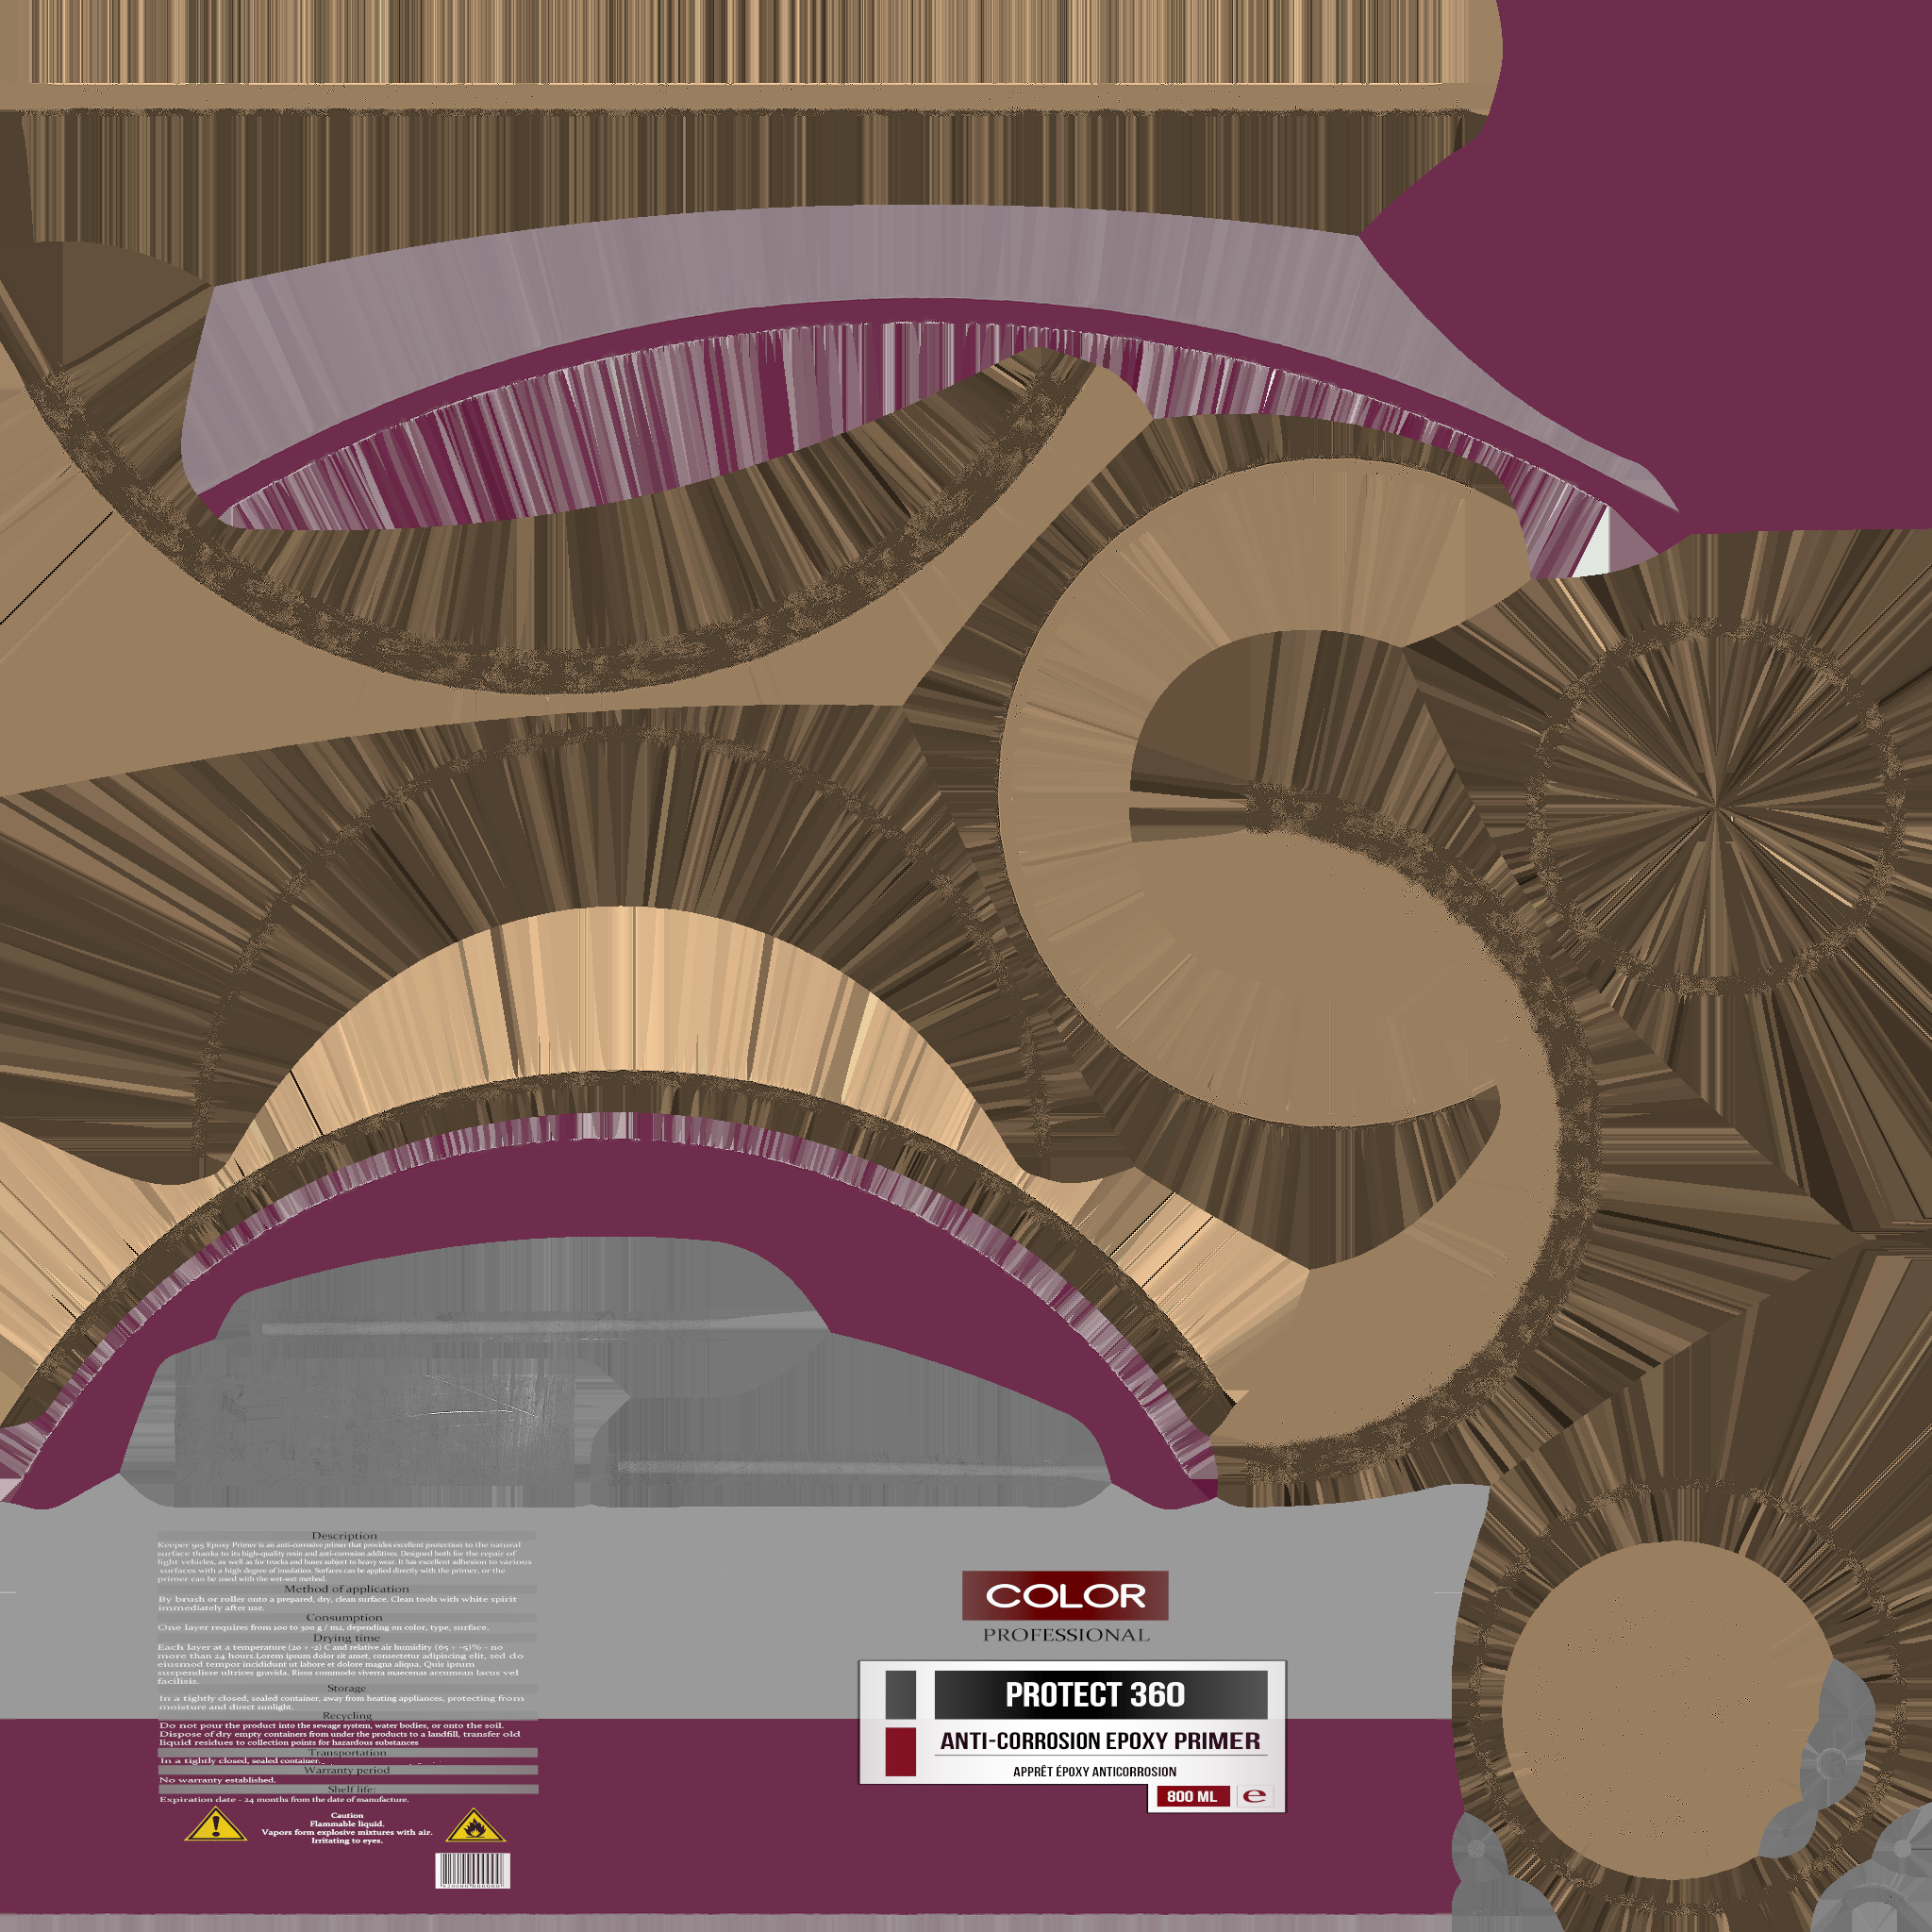 Description
Keeper 915 Epoxy Primer is an anti-corrosive primer that provides excellent protection to the natural
surface thanks to its high-quality resin and anti-corrosion additives. Designed both for the repair of
light vehicles, as well as for trucks and buses subject to heavy wear. It has excellent adhesion to various
surfaces with a high degree of insulation. Surfaces can be applied directly with the primer, or the
primer can be used with the wet-wet method.
Method of application
By brush or roller onto a prepared, dry, clean surface. Clean tools with white spirit
immediately after use.
Consumption
One layer requires from 100 to 300 g / m2, depending on color, type, surface.
Drying time
Each layer at a temperature (20 + -2) C and relative air humidity (65 + -5)% - no
more than 24 hours.Lorem ipsum dolor sit amet, consectetur adipiscing elit, sed do
eiusmod tempor incididunt ut labore et dolore magna aliqua. Quis ipsum
suspendisse ultrices gravida. Risus commodo viverra maecenas accumsan lacus vel
facilisis.
Storage
In a tightly closed, sealed container, away from heating appliances, protecting from
moisture and direct sunlight.
Recycling
Do not pour the product into the sewage system, water bodies, or onto the soil.
Dispose of dry empty containers from under the products to a landfill, transfer old
liquid residues to collection points for hazardous substances
Transportation
In a tightly closed, sealed container.
Warranty period
No warranty established.
Shelf life:
Expiration date - 24 months from the date of manufacture.
Caution
Flammable liquid.
Vapors form explosive mixtures with air.
Irritating to eyes.
COLOR
PROFESSIONAL
PROTECT 360
ANTI-CORROSION EPOXY PRIMER
APPRÊT ÉPOXY ANTICORROSION
800 ML e